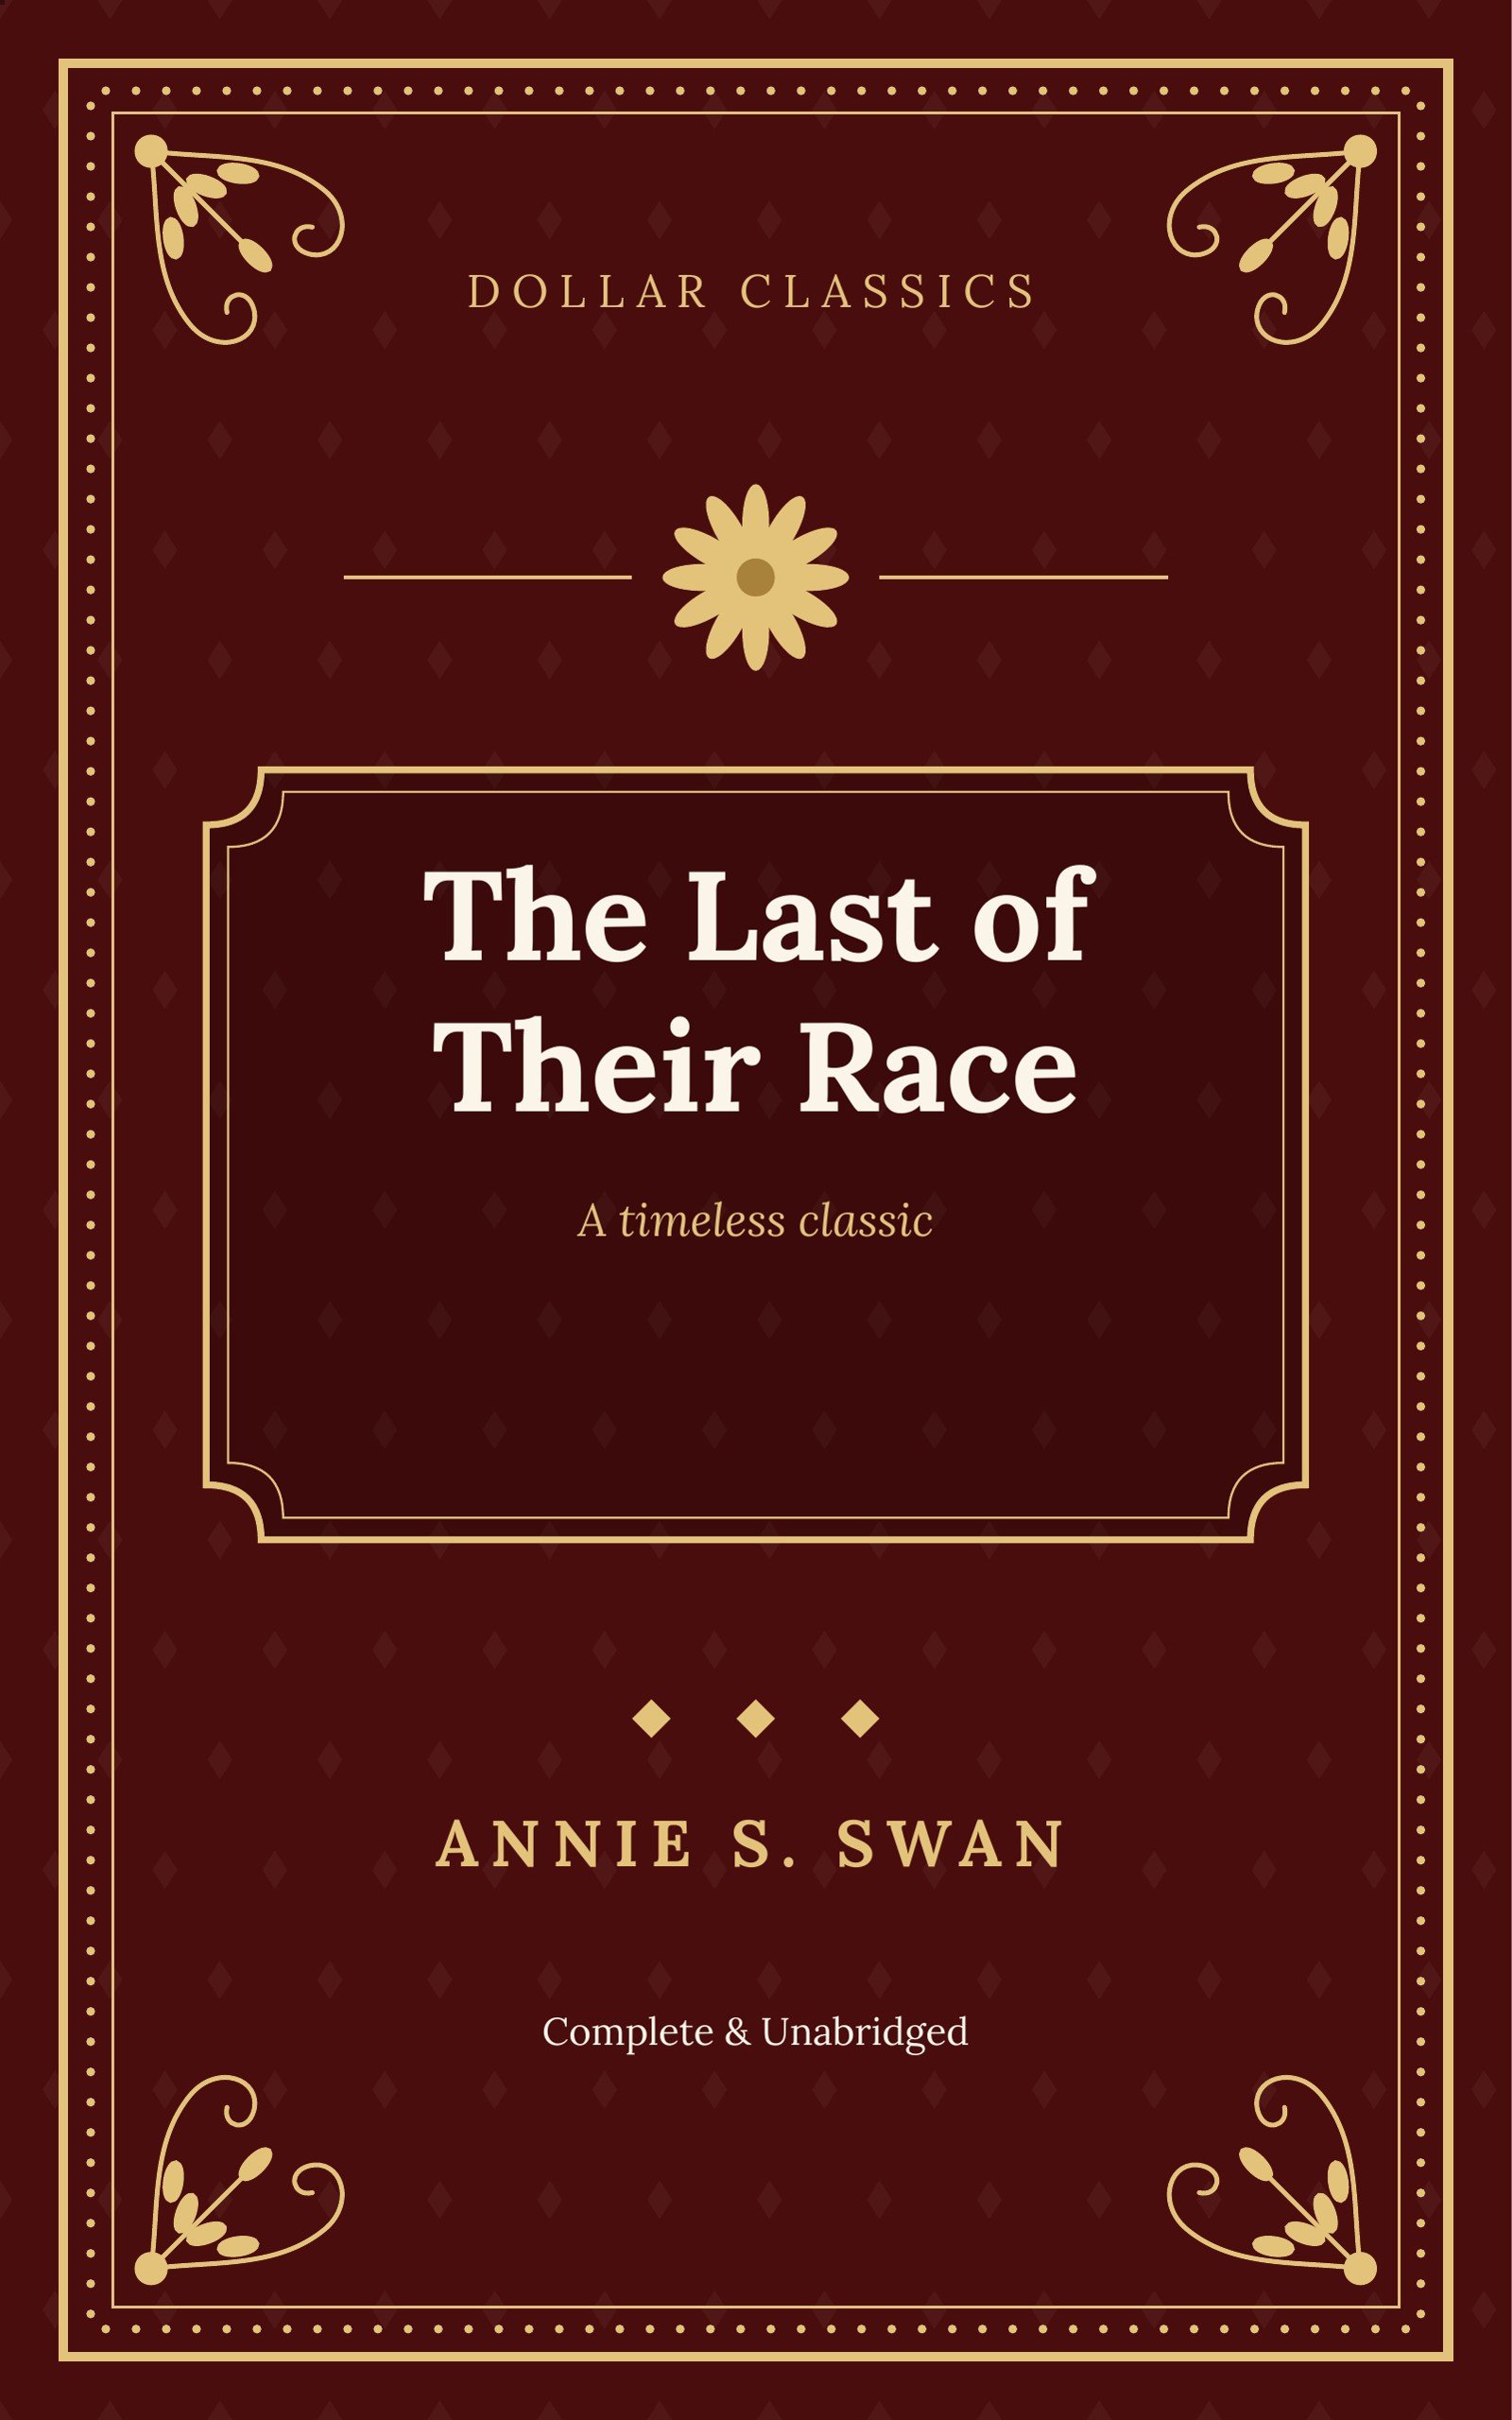 DOLLAR CLASSICS
The Last of
Their Race
A timeless classic
ANNIE S. SWAN
Complete & Unabridged